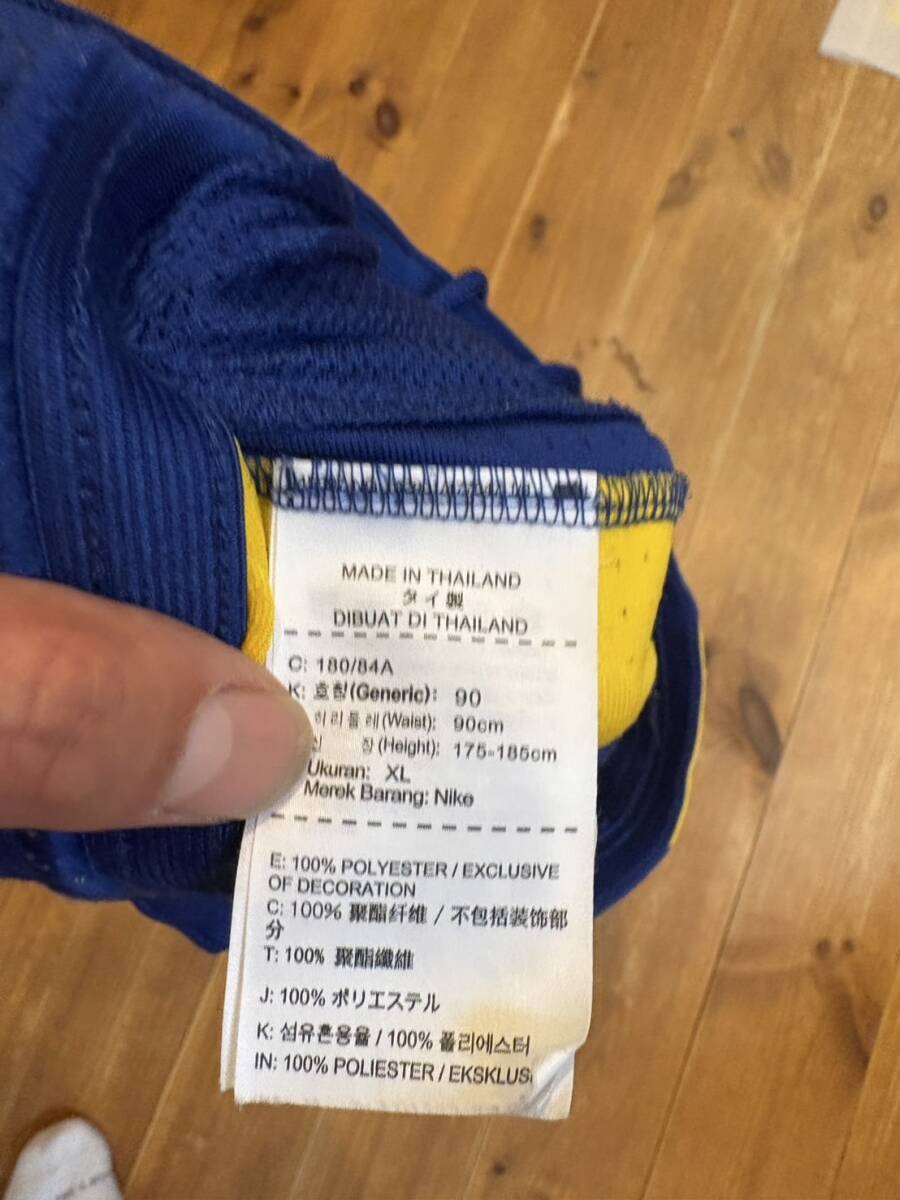 MADE IN THAILAND
タイ製
DIBUAT DI THAILAND
C: 180/84A
K: 호칭(Generic): 90
허리둘레(Waist): 90cm
신 장(Height): 175-185cm
Ukuran: XL
Merek Barang: Nike
E: 100% POLYESTER / EXCLUSIVE
OF DECORATION
C: 100% 聚酯纤维 / 不包括装饰部
分
T: 100% 聚酯纖維
J: 100% ポリエステル
K: 섬유혼용율 / 100% 폴리에스터
IN: 100% POLIESTER / EKSKLUSI